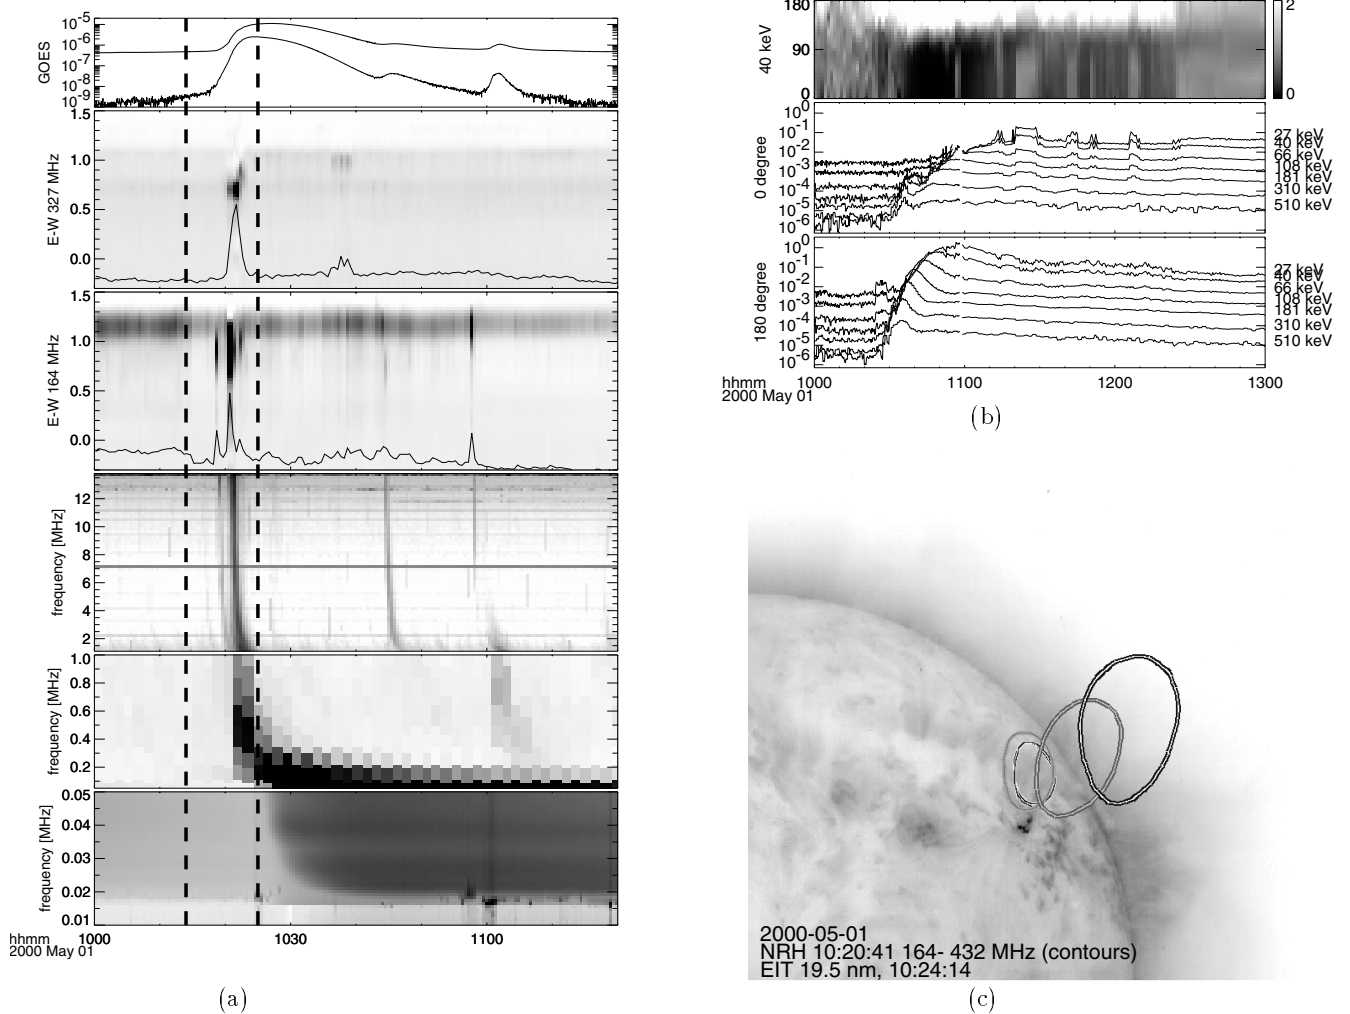 GOES
10-5
10-6
10-7
10-8
10-9
E-W 327 MHz
1.5
1.0
0.5
0.0
E-W 164 MHz
1.5
1.0
0.5
0.0
frequency [MHz]
12
10
8
6
4
2
frequency [MHz]
1.0
0.8
0.6
0.4
0.2
frequency [MHz]
0.05
0.04
0.03
0.02
0.01
1000 1030 1100
hhmm
2000 May 01
(a)
40 keV
180
90
0
2
0
0 degree
10 0
10-1
10-2
10-3
10-4
10-5
10-6
27 keV
40 keV
66 keV
108 keV
181 keV
310 keV
510 keV
180 degree
10 0
10-1
10-2
10-3
10-4
10-5
10-6
27 keV
40 keV
66 keV
108 keV
181 keV
310 keV
510 keV
1000 1100 1200 1300
hhmm
2000 May 01
(b)
2000-05-01
NRH 10:20:41 164- 432 MHz (contours)
EIT 19.5 nm, 10:24:14
(c)